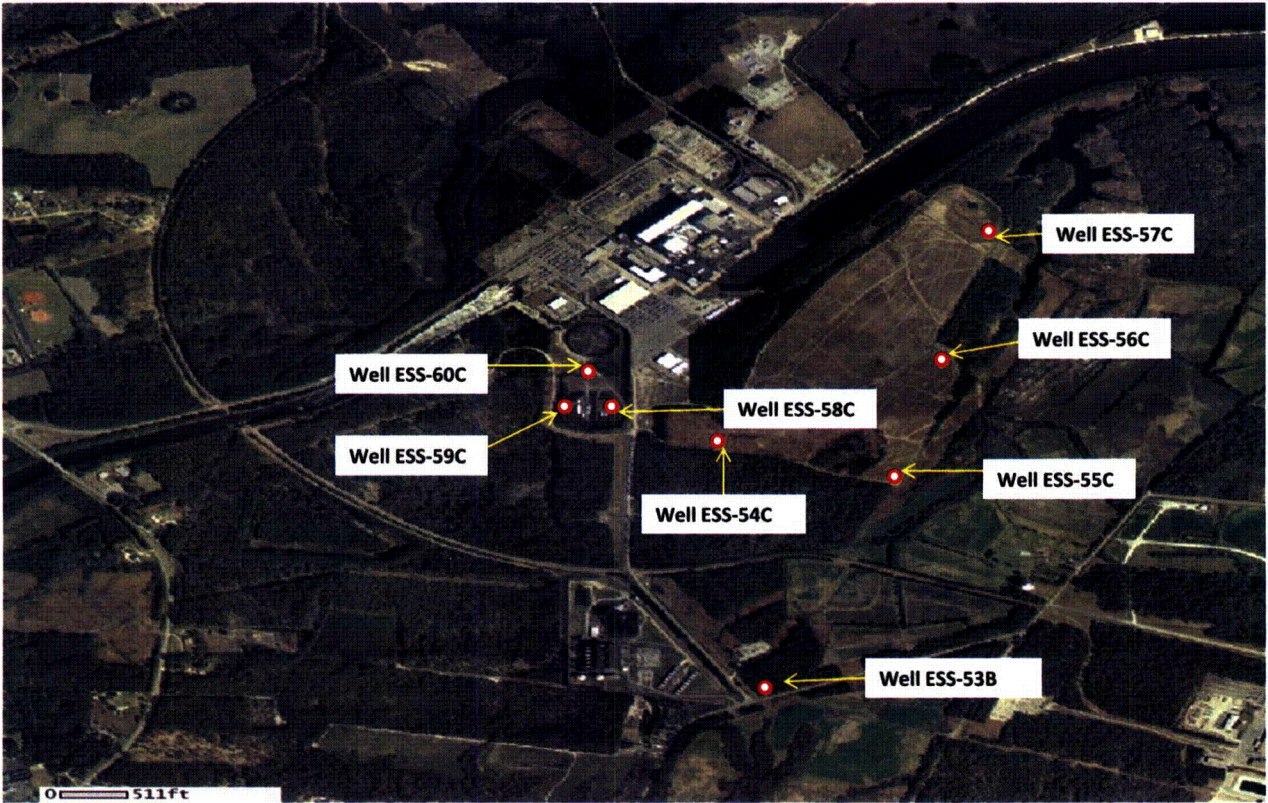 Well ESS-57C
Well ESS-56C
Well ESS-60C
Well ESS-58C
Well ESS-59C
Well ESS-55C
Well ESS-54C
Well ESS-53B
0 511ft